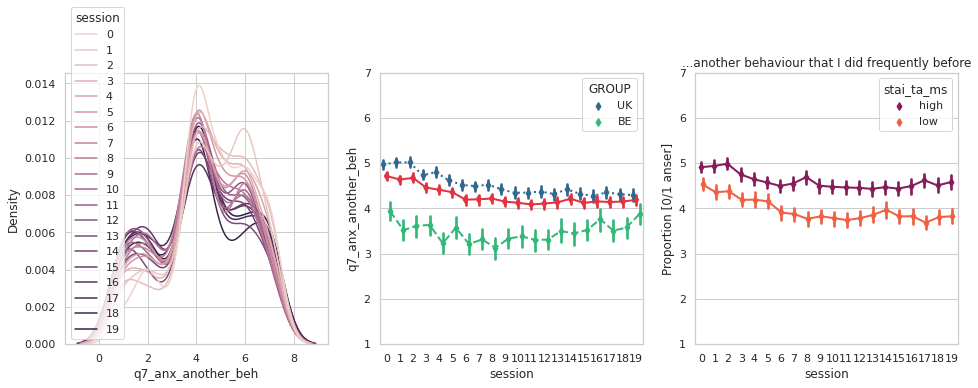 session
0
1
2
3
4
5
6
7
8
9
10
11
12
13
14
15
16
17
18
19
0.014
0.012
0.010
0.008
0.006
0.004
0.002
0.000
Density
0 2 4 6 8
q7_anx_another_beh
7
6
5
4
3
2
1
q7_anx_another_beh
GROUP
UK
BE
0 1 2 3 4 5 6 7 8 9 10 11 12 13 14 15 16 17 18 19
session
...another behaviour that I did frequently before
7
6
5
4
3
2
1
Proportion [0/1 anser]
stai_ta_ms
high
low
0 1 2 3 4 5 6 7 8 9 10 11 12 13 14 15 16 17 18 19
session